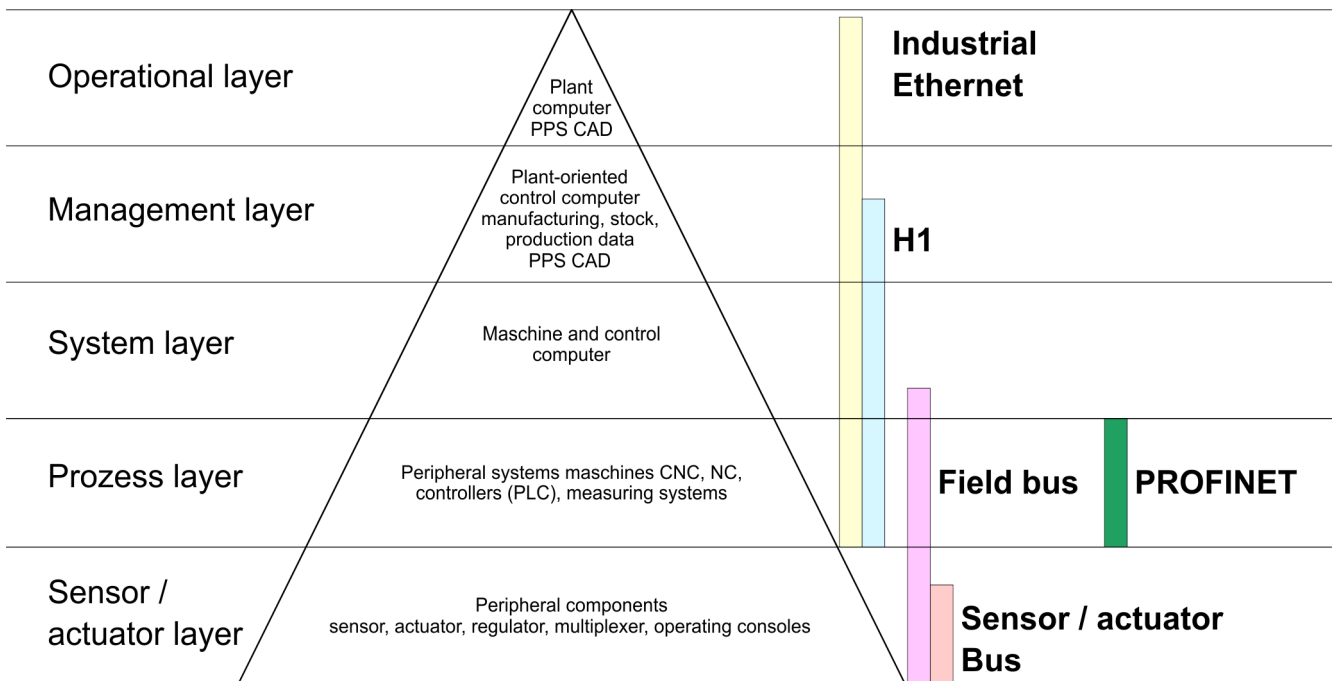 Operational layer
Plant
computer
PPS CAD
Industrial
Ethernet
Management layer
Plant-oriented
control computer
manufacturing, stock,
production data
PPS CAD
H1
System layer
Maschine and control
computer
Prozess layer
Peripheral systems maschines CNC, NC,
controllers (PLC), measuring systems
Field bus
PROFINET
Sensor /
actuator layer
Peripheral components
sensor, actuator, regulator, multiplexer, operating consoles
Sensor / actuator
Bus